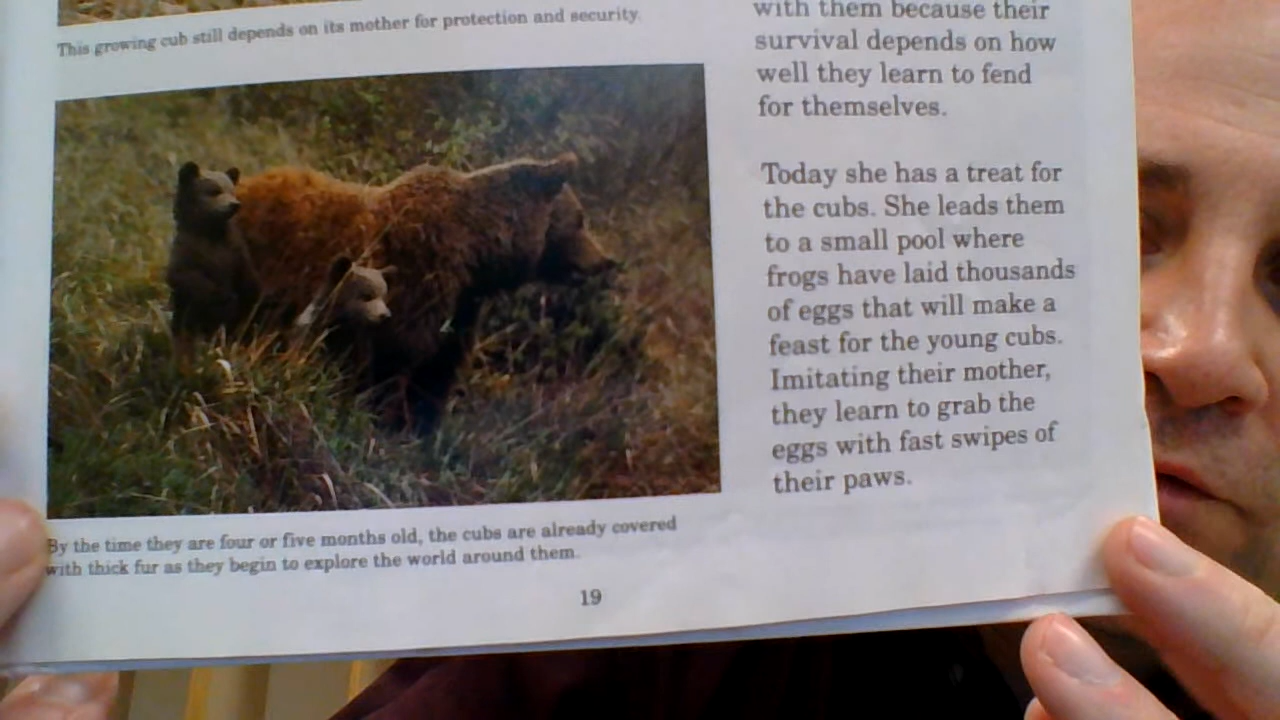 This growing cub still depends on its mother for protection and security.
with them because their
survival depends on how
well they learn to fend
for themselves.
Today she has a treat for
the cubs. She leads them
to a small pool where
frogs have laid thousands
of eggs that will make a
feast for the young cubs.
Imitating their mother,
they learn to grab the
eggs with fast swipes of
their paws.
By the time they are four or five months old, the cubs are already covered
with thick fur as they begin to explore the world around them.
19